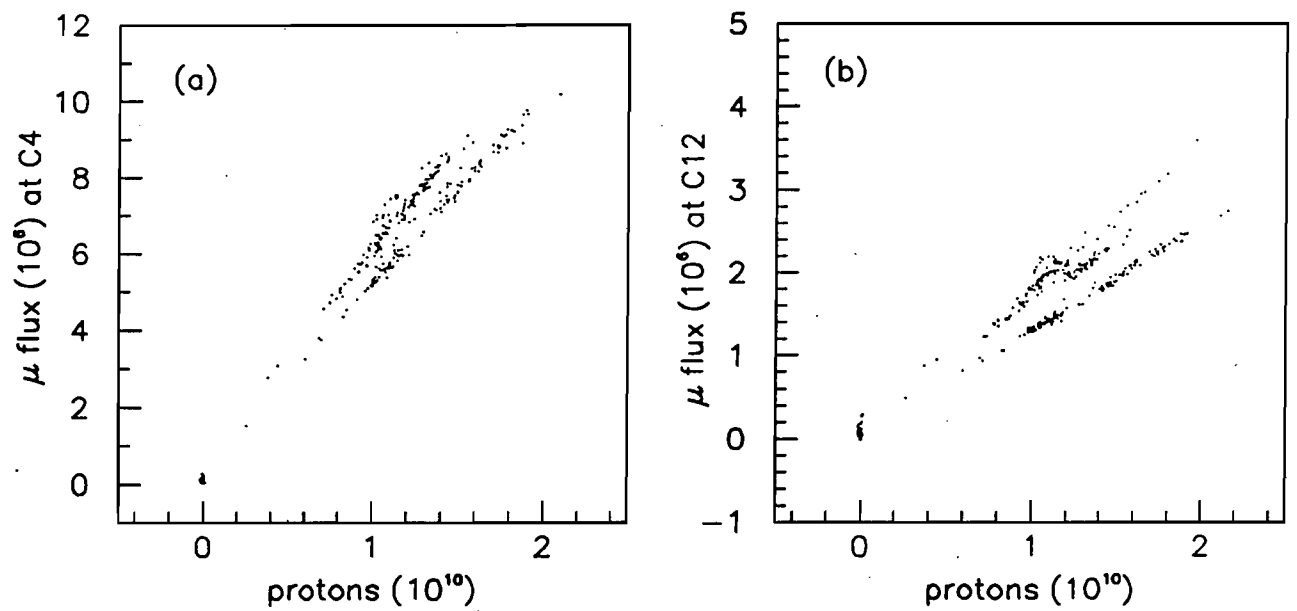 (a)
12
10
8
6
4
2
0
μ flux (10⁶) at C4
0 1 2
protons (10¹⁰)
(b)
5
4
3
2
1
0
−1
μ flux (10⁶) at C12
0 1 2
protons (10¹⁰)